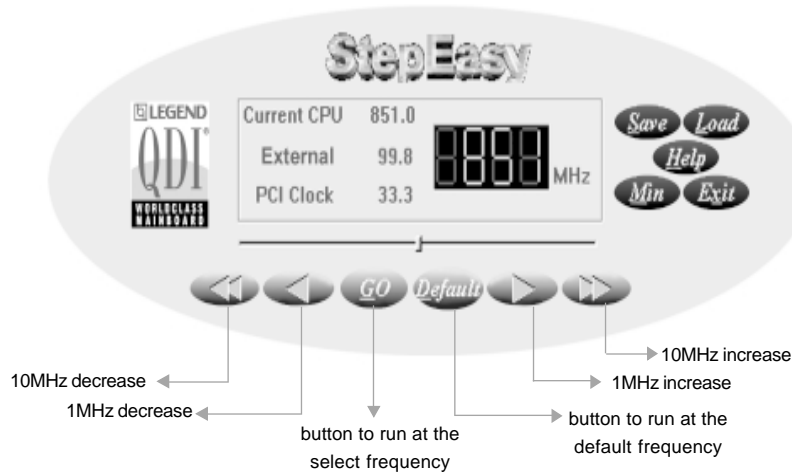 StepEasy
LEGEND
QDI
WORLDCLASS
MAINBOARD
Current CPU 851.0
External 99.8
PCI Clock 33.3
851 MHz
Save Load
Help
Min Exit
GO Default
10MHz increase
10MHz decrease
1MHz increase
1MHz decrease
button to run at the
select frequency
button to run at the
default frequency